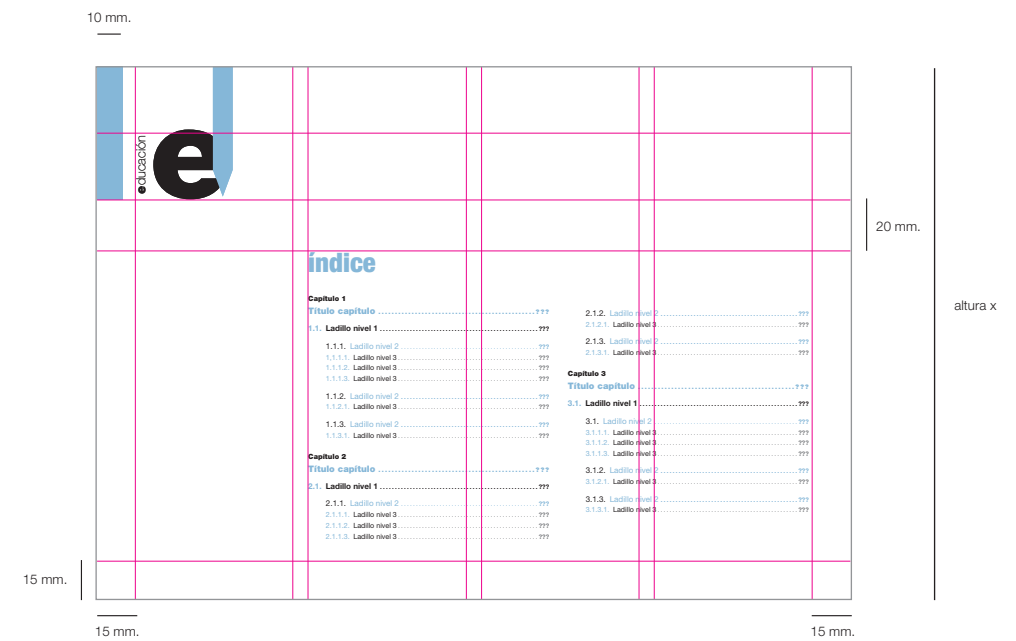 10 mm.
educación
e
20 mm.
altura x
índice
Capítulo 1
Título capítulo ........................................ ???
1.1. Ladillo nivel 1 ........................................ ???
1.1.1. Ladillo nivel 2 ........................................ ???
1.1.1.1. Ladillo nivel 3 ........................................ ???
1.1.1.2. Ladillo nivel 3 ........................................ ???
1.1.1.3. Ladillo nivel 3 ........................................ ???
1.1.2. Ladillo nivel 2 ........................................ ???
1.1.2.1. Ladillo nivel 3 ........................................ ???
1.1.3. Ladillo nivel 2 ........................................ ???
1.1.3.1. Ladillo nivel 3 ........................................ ???
Capítulo 2
Título capítulo ........................................ ???
2.1. Ladillo nivel 1 ........................................ ???
2.1.1. Ladillo nivel 2 ........................................ ???
2.1.1.1. Ladillo nivel 3 ........................................ ???
2.1.1.2. Ladillo nivel 3 ........................................ ???
2.1.1.3. Ladillo nivel 3 ........................................ ???
2.1.2. Ladillo nivel 2 ........................................ ???
2.1.2.1. Ladillo nivel 3 ........................................ ???
2.1.3. Ladillo nivel 2 ........................................ ???
2.1.3.1. Ladillo nivel 3 ........................................ ???
Capítulo 3
Título capítulo ........................................ ???
3.1. Ladillo nivel 1 ........................................ ???
3.1. Ladillo nivel 2 ........................................ ???
3.1.1.1. Ladillo nivel 3 ........................................ ???
3.1.1.2. Ladillo nivel 3 ........................................ ???
3.1.1.3. Ladillo nivel 3 ........................................ ???
3.1.2. Ladillo nivel 2 ........................................ ???
3.1.2.1. Ladillo nivel 3 ........................................ ???
3.1.3. Ladillo nivel 2 ........................................ ???
3.1.3.1. Ladillo nivel 3 ........................................ ???
15 mm.
15 mm.
15 mm.